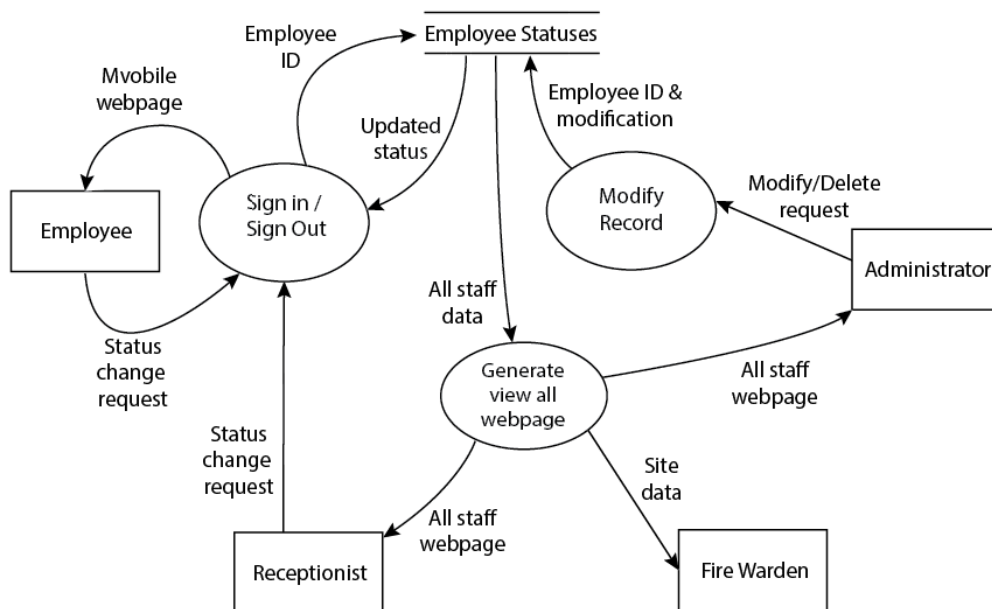 Employee
ID
Employee Statuses
Mvobile
webpage
Employee ID &
modification
Updated
status
Modify/Delete
request
Sign in /
Sign Out
Modify
Record
Employee
Administrator
All staff
data
Status
change
request
Generate
view all
webpage
All staff
webpage
Status
change
request
Site
data
All staff
webpage
Receptionist
Fire Warden